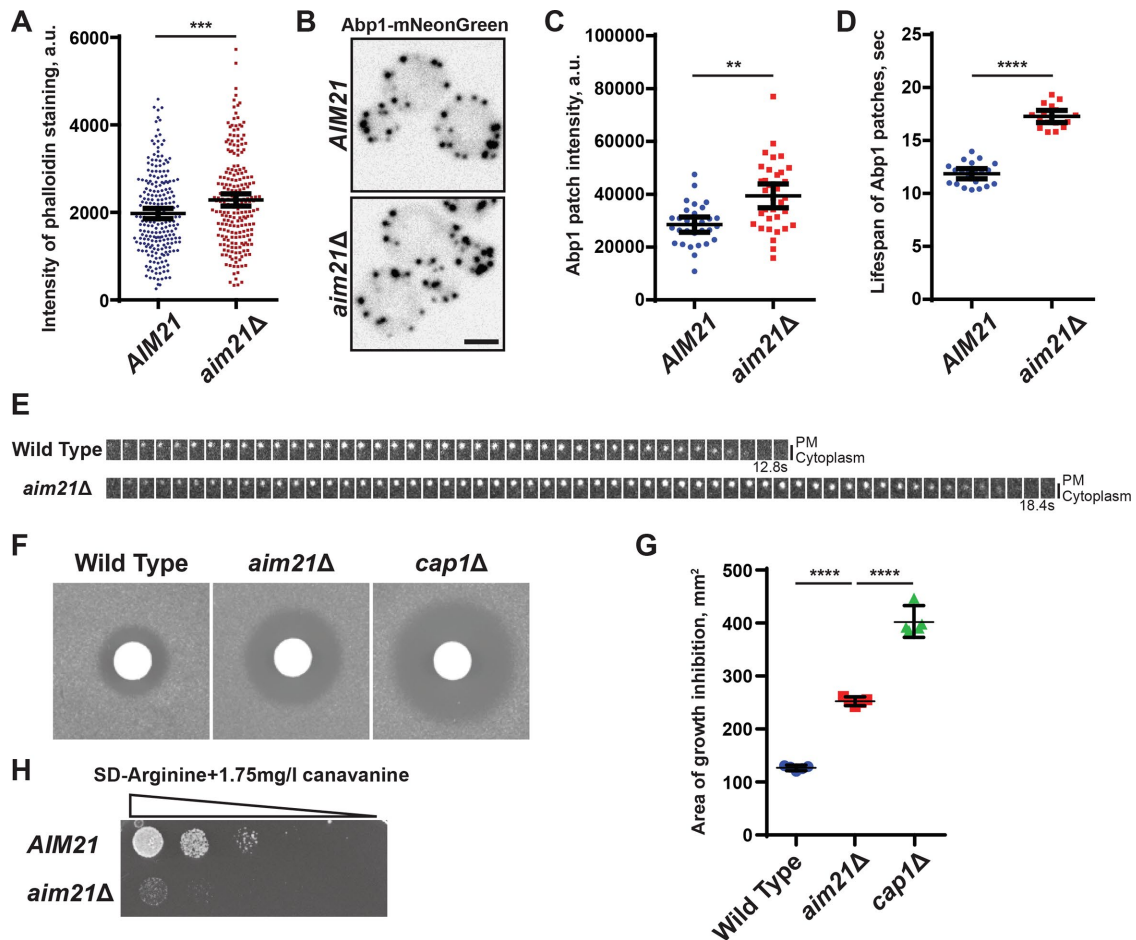 A
Intensity of phalloidin staining, a.u.
6000
4000
2000
0
***
AIM21
aim21Δ
B
Abp1-mNeonGreen
AIM21
aim21Δ
C
Abp1 patch intensity, a.u.
100000
80000
60000
40000
20000
0
**
AIM21
aim21Δ
D
Lifespan of Abp1 patches, sec
25
20
15
10
5
0
****
AIM21
aim21Δ
E
Wild Type
PM
Cytoplasm
12.8s
aim21Δ
PM
Cytoplasm
18.4s
F
Wild Type
aim21Δ
cap1Δ
G
Area of growth inhibition, mm²
500
400
300
200
100
0
**** ****
Wild Type
aim21Δ
cap1Δ
H
SD-Arginine+1.75mg/l canavanine
AIM21
aim21Δ